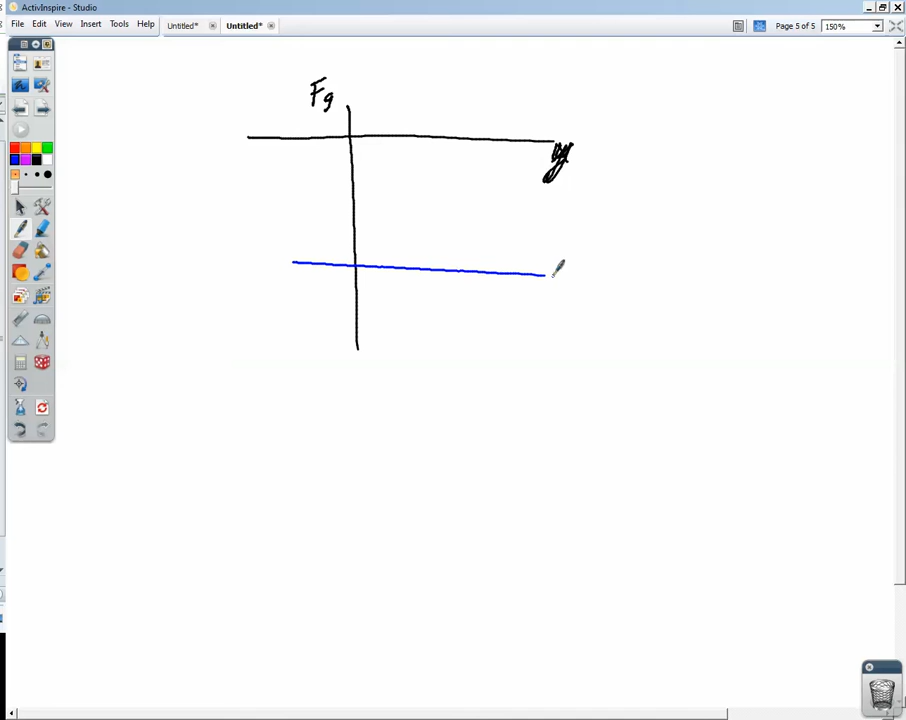 ActivInspire - Studio
File Edit View Insert Tools Help Untitled* Untitled* Page 5 of 5 150%
Fg
y